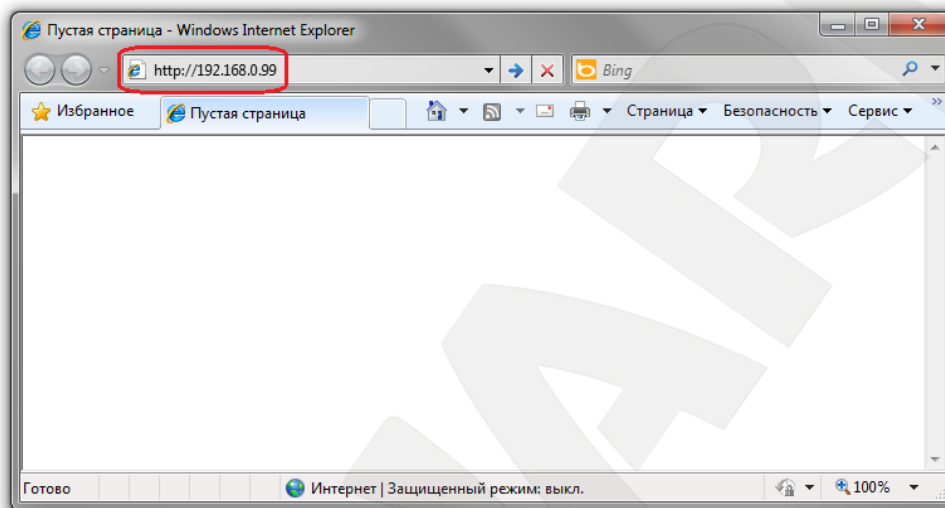 Пустая страница - Windows Internet Explorer
http://192.168.0.99
Bing
Избранное
Пустая страница
Страница
Безопасность
Сервис
Готово
Интернет | Защищенный режим: выкл.
100%